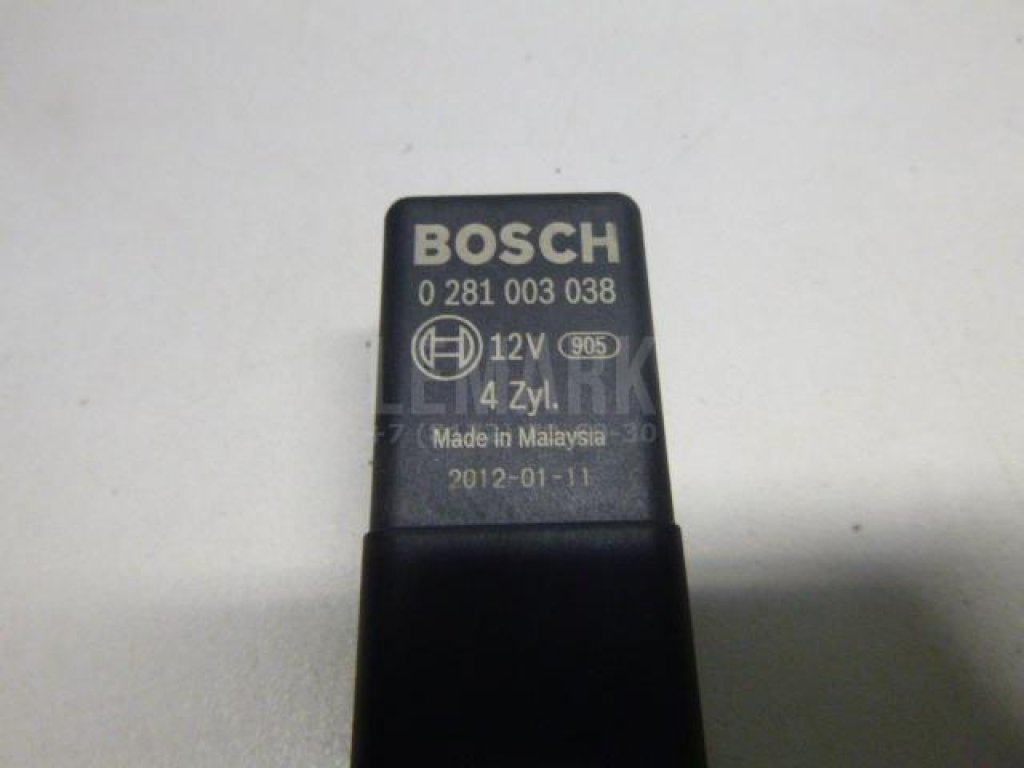 BOSCH
0 281 003 038
12V 905
4 Zyl.
Made in Malaysia
2012-01-11